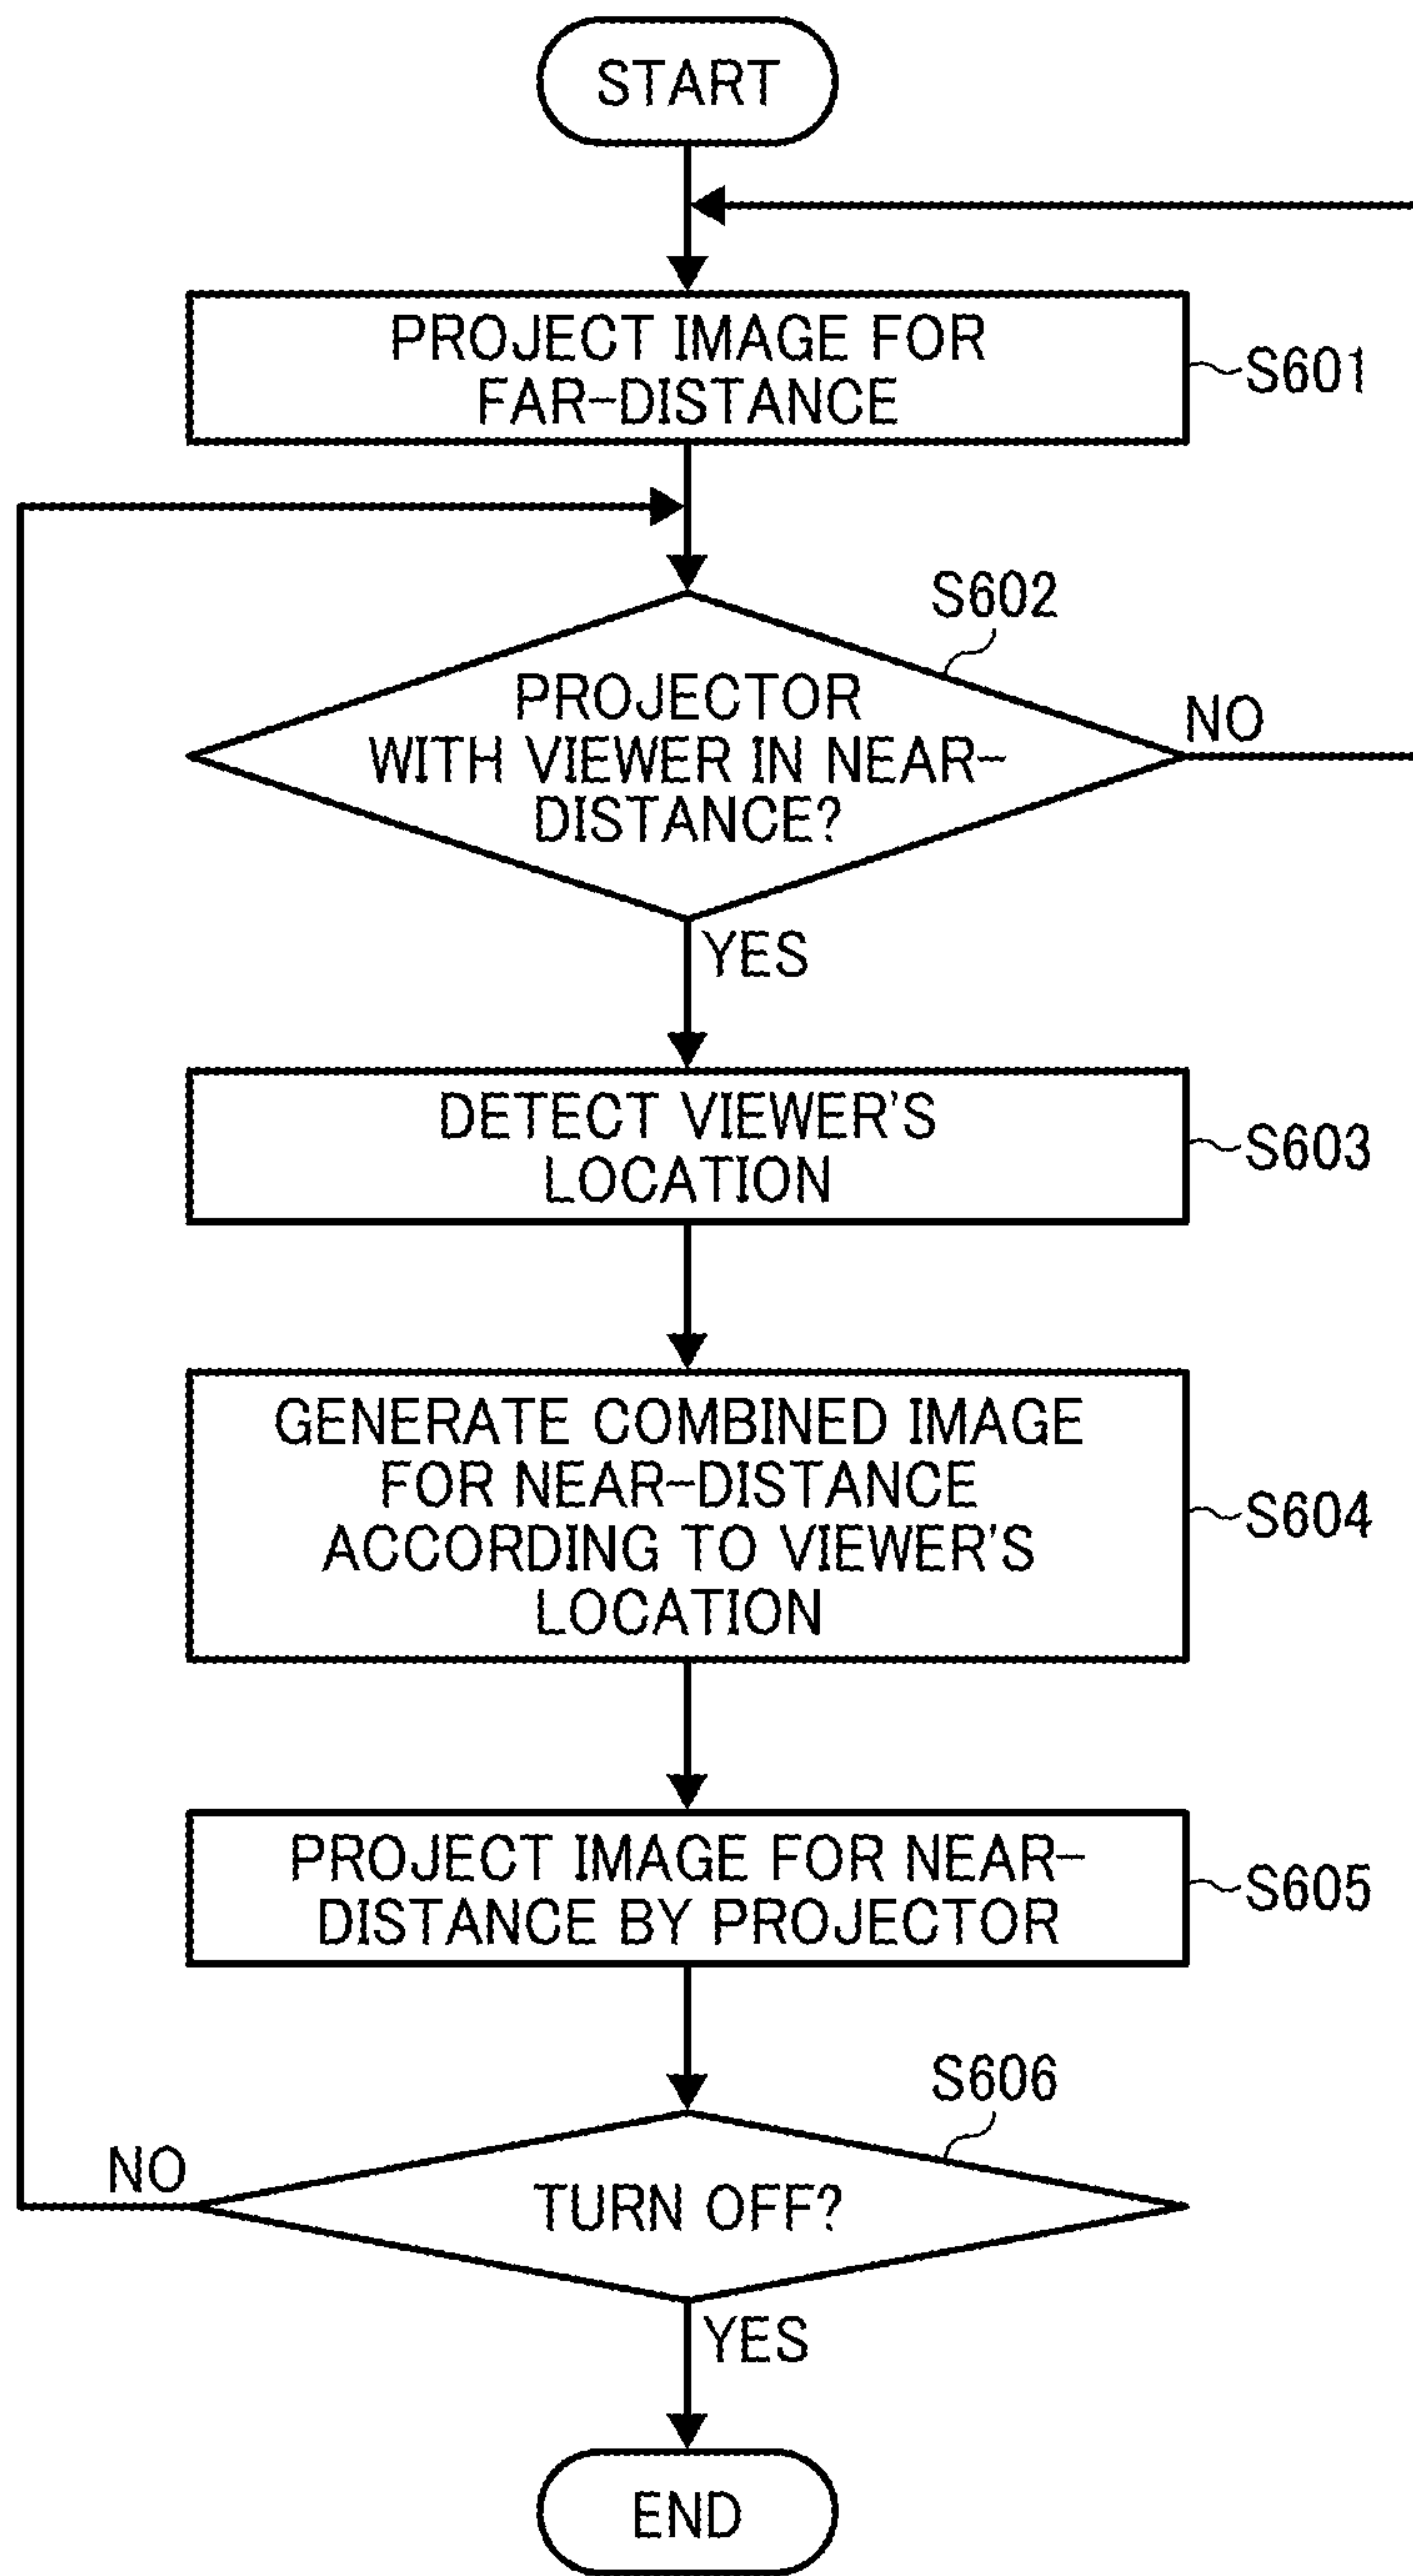 START
PROJECT IMAGE FOR
FAR-DISTANCE
S601
S602
PROJECTOR
WITH VIEWER IN NEAR-
DISTANCE?
NO
YES
DETECT VIEWER'S
LOCATION
S603
GENERATE COMBINED IMAGE
FOR NEAR-DISTANCE
ACCORDING TO VIEWER'S
LOCATION
S604
PROJECT IMAGE FOR NEAR-
DISTANCE BY PROJECTOR
S605
S606
NO
TURN OFF?
YES
END